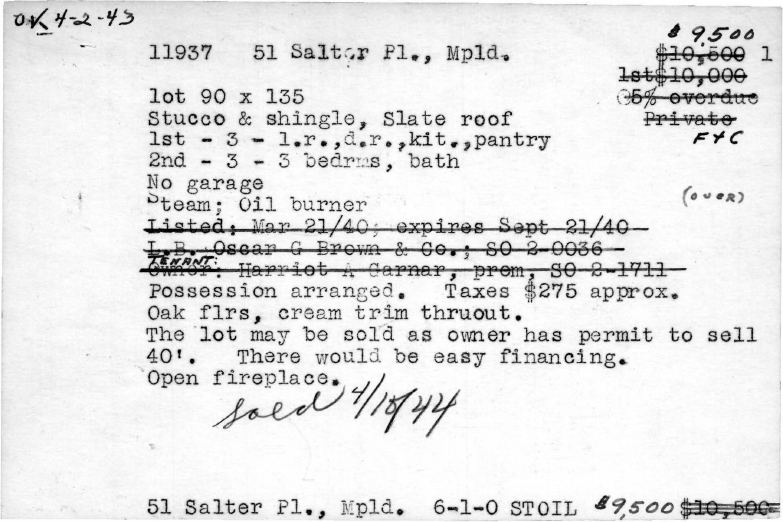 OK 4-2-43
$9,500
11937 51 Salter Pl., Mpld. $10,500 1
1st $10,000
lot 90 x 135 @5% overdue
Stucco & shingle, Slate roof Private
1st - 3 - l.r.,d.r.,kit.,pantry F+C
2nd - 3 - 3 bedrms, bath
No garage
Steam; Oil burner (OVER)
Listed: Mar 21/40; expires Sept 21/40
L.B. Oscar G Brown & Co.; SO 2-0036
TENANT:
Owner: Harriot A Garnar, prem, SO 2-1711
Possession arranged. Taxes $275 approx.
Oak flrs, cream trim thruout.
The lot may be sold as owner has permit to sell
40'. There would be easy financing.
Open fireplace.
Sold 4/10/44
51 Salter Pl., Mpld. 6-1-0 STOIL $9,500 $10,500